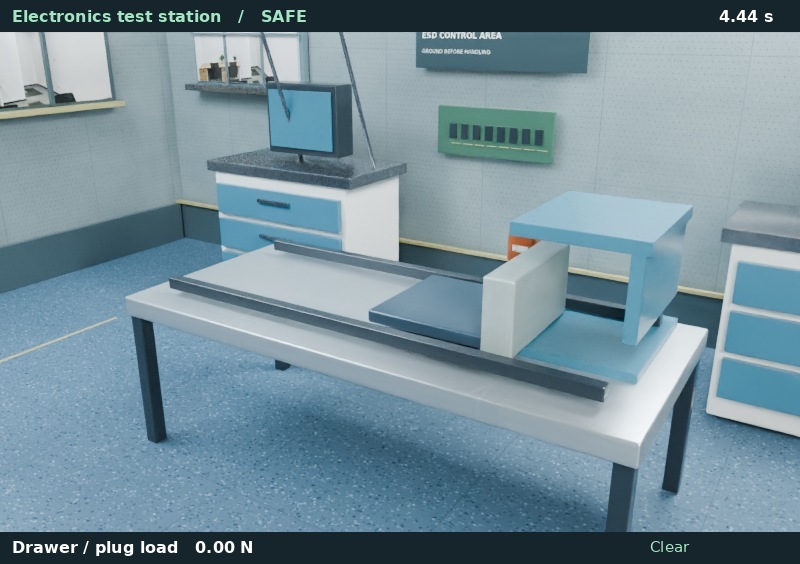 Electronics test station / SAFE
4.44 s
ESD CONTROL AREA
GROUND BEFORE HANDLING
Drawer / plug load 0.00 N
Clear